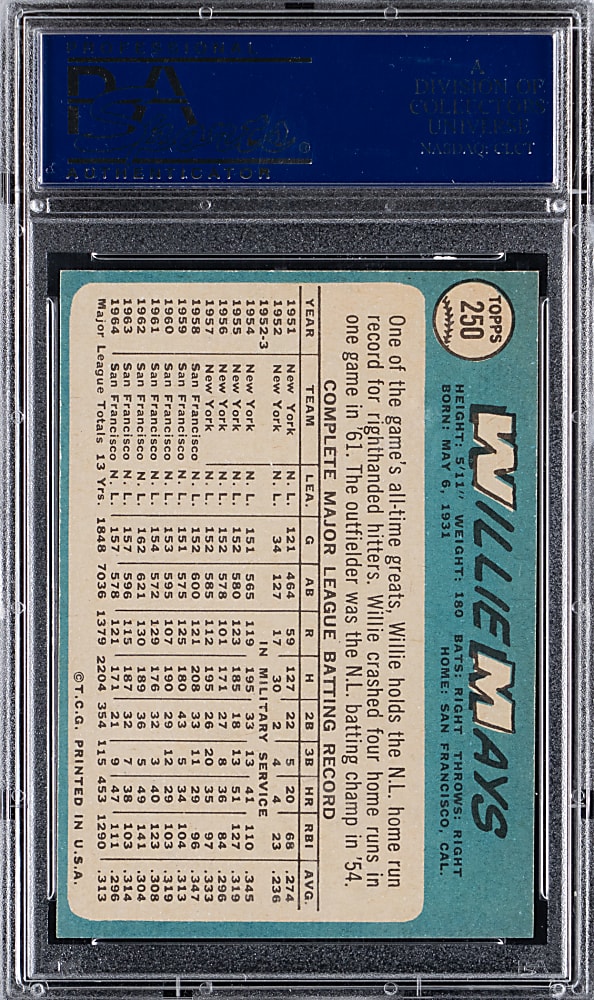 PROFESSIONAL
PSA
AUTHENTICATOR
A
DIVISION OF
COLLECTORS
UNIVERSE
NASDAQ: CLCT
TOPPS
250
WILLIE MAYS
HEIGHT: 5'11" WEIGHT: 180 BATS: RIGHT THROWS: RIGHT
BORN: MAY 6, 1931 HOME: SAN FRANCISCO, CAL.
One of the game's all-time greats, Willie holds the N.L. home run
record for righthanded hitters. Willie crashed four home runs in
one game in '61. The outfielder was the N.L. batting champ in '54.
COMPLETE MAJOR LEAGUE BATTING RECORD
YEAR TEAM LEA. G AB R H 2B 3B HR RBI AVG.
1951 New York N. L. 121 464 59 127 22 5 20 68 .274
1952 New York N. L. 34 127 17 30 2 4 4 23 .236
1952-3 IN MILITARY SERVICE
1954 New York N. L. 151 565 119 195 33 13 41 110 .345
1955 New York N. L. 152 580 123 185 18 13 51 127 .319
1956 New York N. L. 152 578 101 171 27 8 36 84 .296
1957 New York N. L. 152 585 112 195 26 20 35 97 .333
1958 San Francisco N. L. 152 600 121 208 33 11 29 96 .347
1959 San Francisco N. L. 151 575 125 180 43 5 34 104 .313
1960 San Francisco N. L. 153 595 107 190 29 12 29 103 .319
1961 San Francisco N. L. 154 572 129 176 32 3 40 123 .308
1962 San Francisco N. L. 162 621 130 189 36 5 49 141 .304
1963 San Francisco N. L. 157 596 115 187 32 7 38 103 .314
1964 San Francisco N. L. 157 578 121 171 21 9 47 111 .296
Major League Totals 13 Yrs. 1848 7036 1379 2204 354 115 453 1290 .313
© T.C.G. PRINTED IN U.S.A.